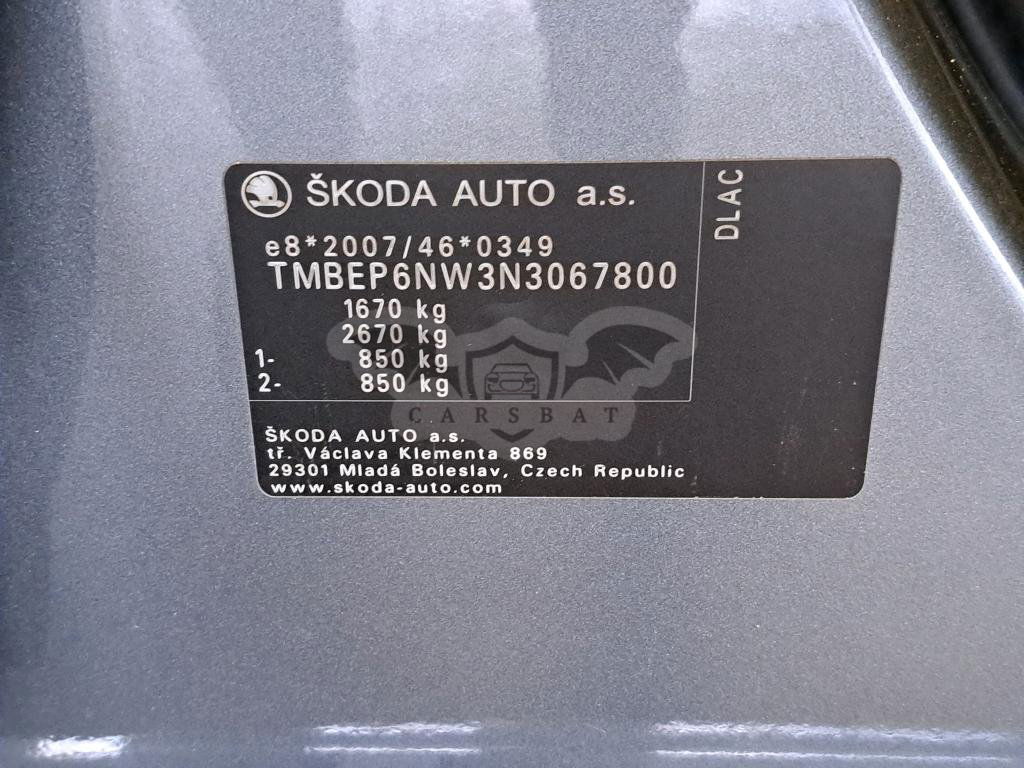 ŠKODA AUTO a.s.
DLAC
e8*2007/46*0349
TMBEP6NW3N3067800
1670 kg
2670 kg
1- 850 kg
2- 850 kg
CARSBAT
ŠKODA AUTO a.s.
tř. Václava Klementa 869
29301 Mladá Boleslav, Czech Republic
www.skoda-auto.com